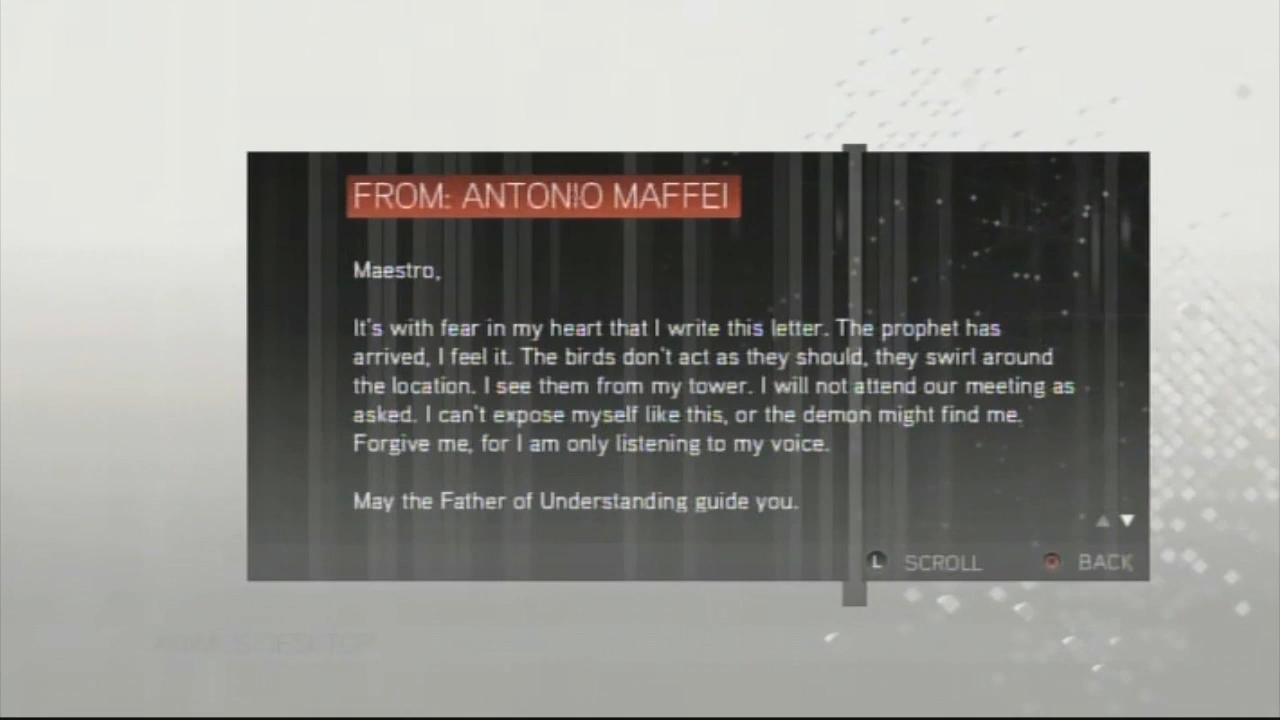 FROM: ANTONIO MAFFEI
Maestro,
It's with fear in my heart that I write this letter. The prophet has
arrived, I feel it. The birds don't act as they should, they swirl around
the location. I see them from my tower. I will not attend our meeting as
asked. I can't expose myself like this, or the demon might find me.
Forgive me, for I am only listening to my voice.
May the Father of Understanding guide you.
L SCROLL
BACK